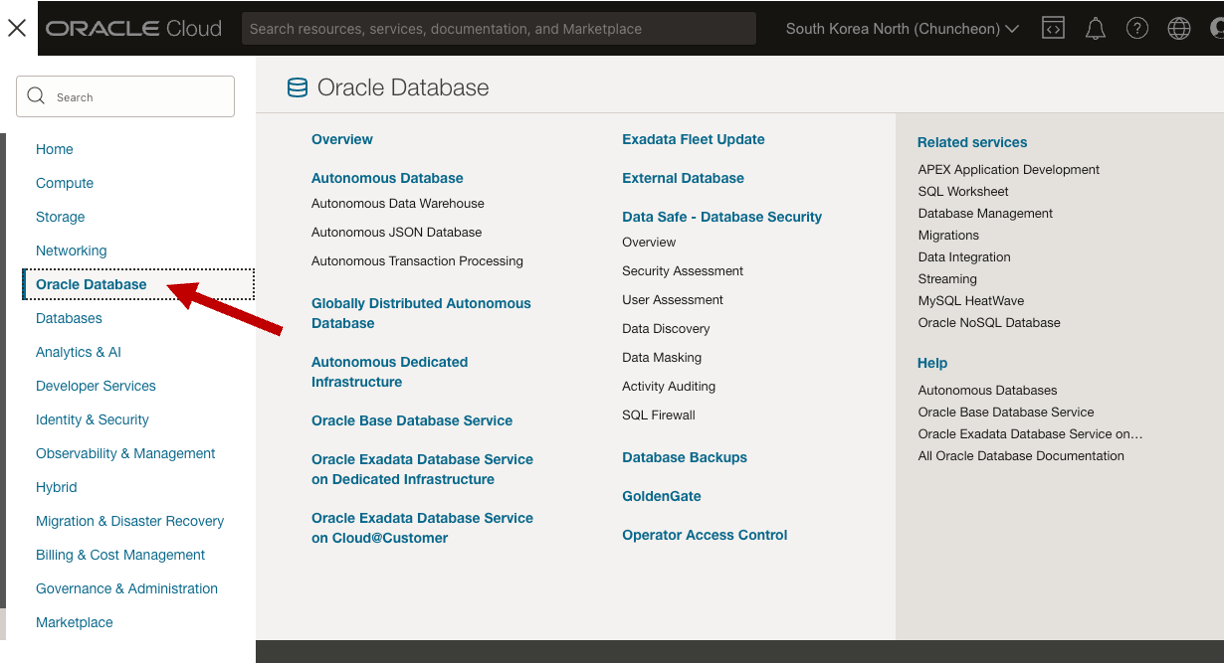 ORACLE Cloud
Search resources, services, documentation, and Marketplace
South Korea North (Chuncheon)
Search
Home
Compute
Storage
Networking
Oracle Database
Databases
Analytics & AI
Developer Services
Identity & Security
Observability & Management
Hybrid
Migration & Disaster Recovery
Billing & Cost Management
Governance & Administration
Marketplace
Oracle Database
Overview
Autonomous Database
Autonomous Data Warehouse
Autonomous JSON Database
Autonomous Transaction Processing
Globally Distributed Autonomous
Database
Autonomous Dedicated
Infrastructure
Oracle Base Database Service
Oracle Exadata Database Service
on Dedicated Infrastructure
Oracle Exadata Database Service
on Cloud@Customer
Exadata Fleet Update
External Database
Data Safe - Database Security
Overview
Security Assessment
User Assessment
Data Discovery
Data Masking
Activity Auditing
SQL Firewall
Database Backups
GoldenGate
Operator Access Control
Related services
APEX Application Development
SQL Worksheet
Database Management
Migrations
Data Integration
Streaming
MySQL HeatWave
Oracle NoSQL Database
Help
Autonomous Databases
Oracle Base Database Service
Oracle Exadata Database Service on…
All Oracle Database Documentation